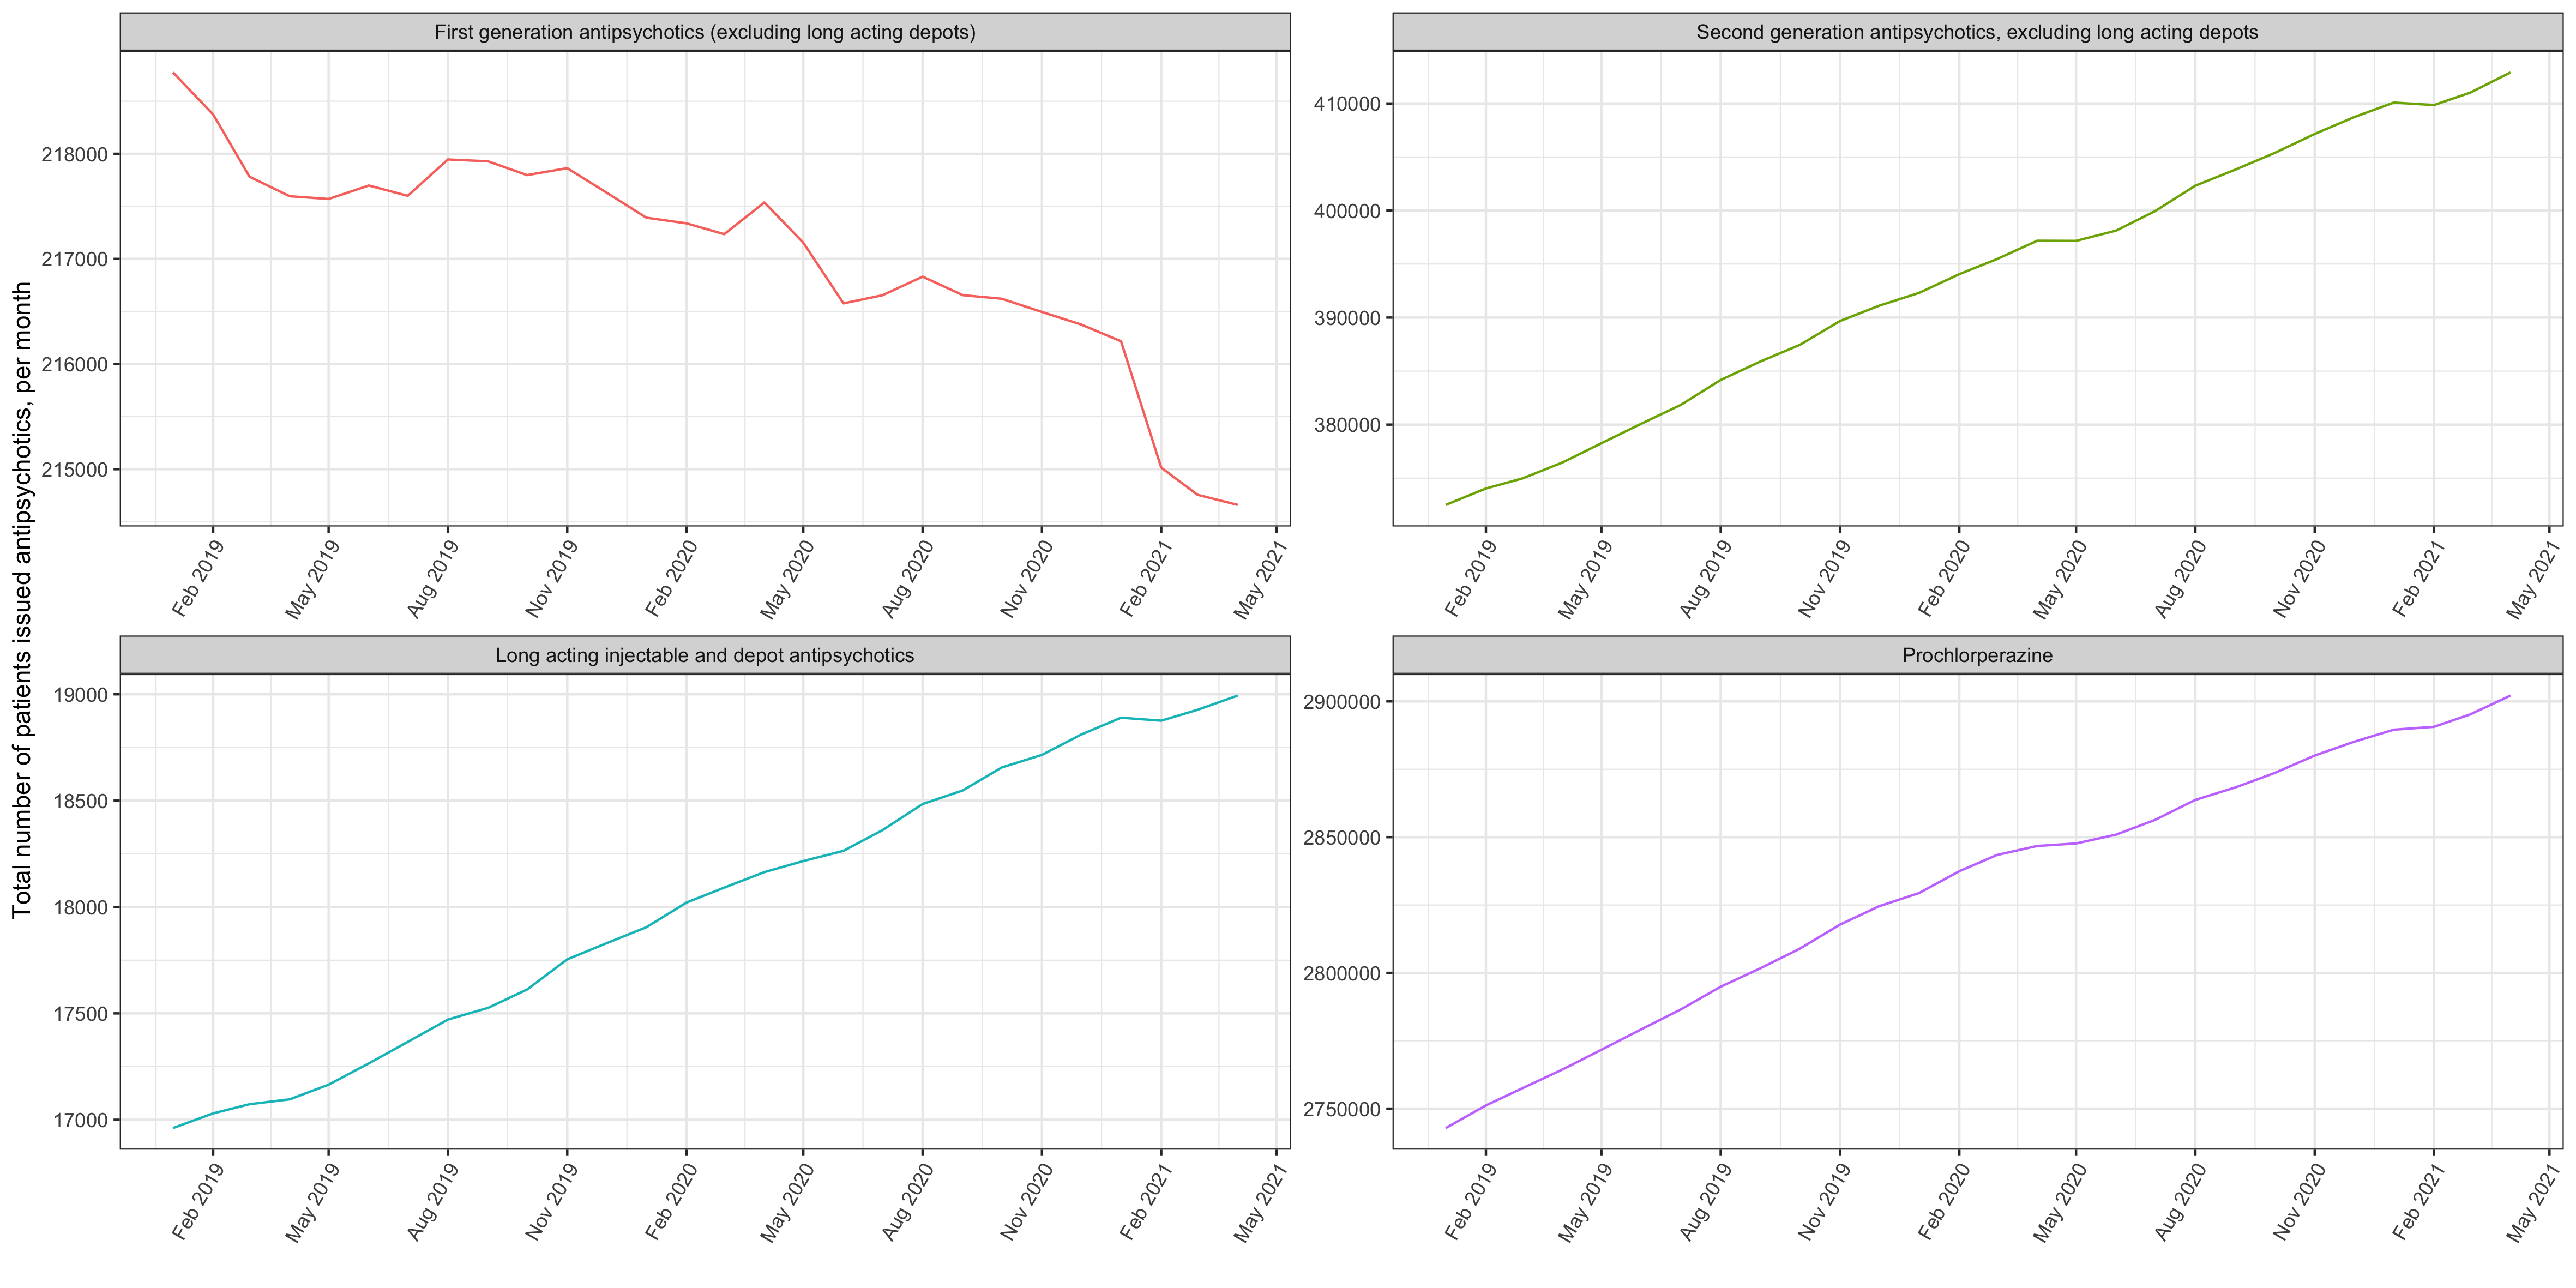 Total number of patients issued antipsychotics, per month
First generation antipsychotics (excluding long acting depots)
218000
217000
216000
215000
Feb 2019
May 2019
Aug 2019
Nov 2019
Feb 2020
May 2020
Aug 2020
Nov 2020
Feb 2021
May 2021
Second generation antipsychotics, excluding long acting depots
410000
400000
390000
380000
Feb 2019
May 2019
Aug 2019
Nov 2019
Feb 2020
May 2020
Aug 2020
Nov 2020
Feb 2021
May 2021
Long acting injectable and depot antipsychotics
19000
18500
18000
17500
17000
Feb 2019
May 2019
Aug 2019
Nov 2019
Feb 2020
May 2020
Aug 2020
Nov 2020
Feb 2021
May 2021
Prochlorperazine
2900000
2850000
2800000
2750000
Feb 2019
May 2019
Aug 2019
Nov 2019
Feb 2020
May 2020
Aug 2020
Nov 2020
Feb 2021
May 2021